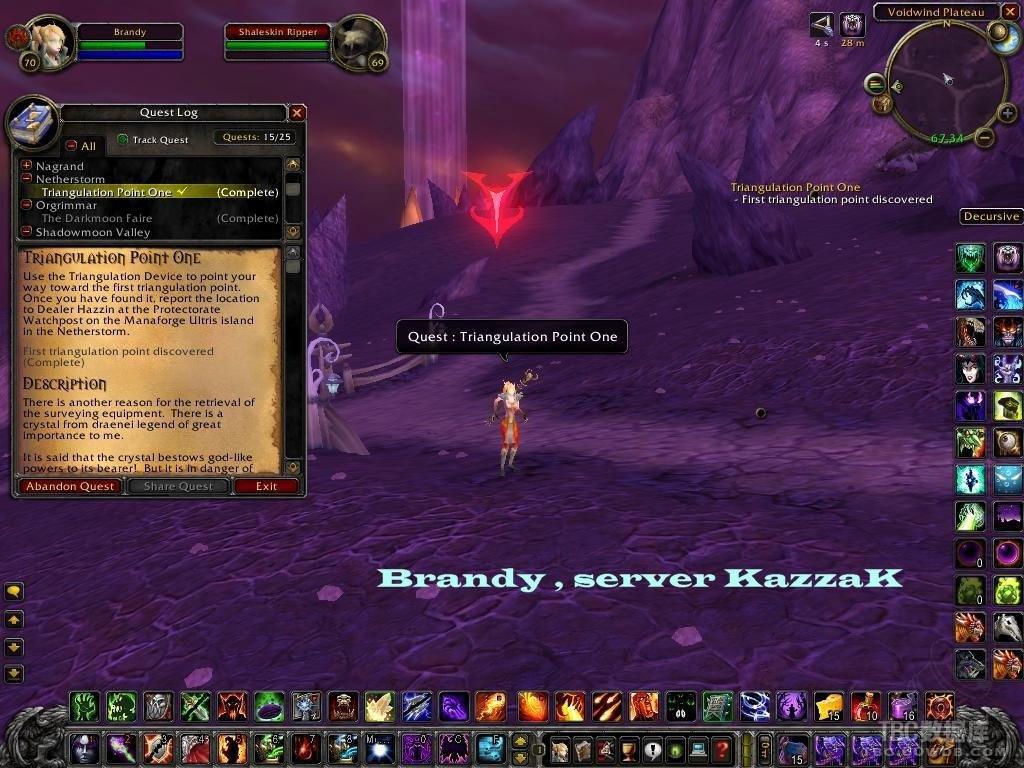 Brandy
70
Shaleskin Ripper
69
4 s
28 m
Voidwind Plateau
N
67,34
Quest Log
All
Track Quest
Quests: 15/25
Nagrand
Netherstorm
Triangulation Point One
(Complete)
Orgrimmar
The Darkmoon Faire
(Complete)
Shadowmoon Valley
Triangulation Point One
Use the Triangulation Device to point your
way toward the first triangulation point.
Once you have found it, report the location
to Dealer Hazzin at the Protectorate
Watchpost on the Manaforge Ultris island
in the Netherstorm.
First triangulation point discovered
(Complete)
Description
There is another reason for the retrieval of
the surveying equipment. There is a
crystal from draenei legend of great
importance to me.
It is said that the crystal bestows god-like
powers to its bearer! But it is in danger of
Abandon Quest
Share Quest
Exit
Triangulation Point One
- First triangulation point discovered
Decursive
Quest : Triangulation Point One
0
0
Brandy , server KazzaK
15
10
16
15